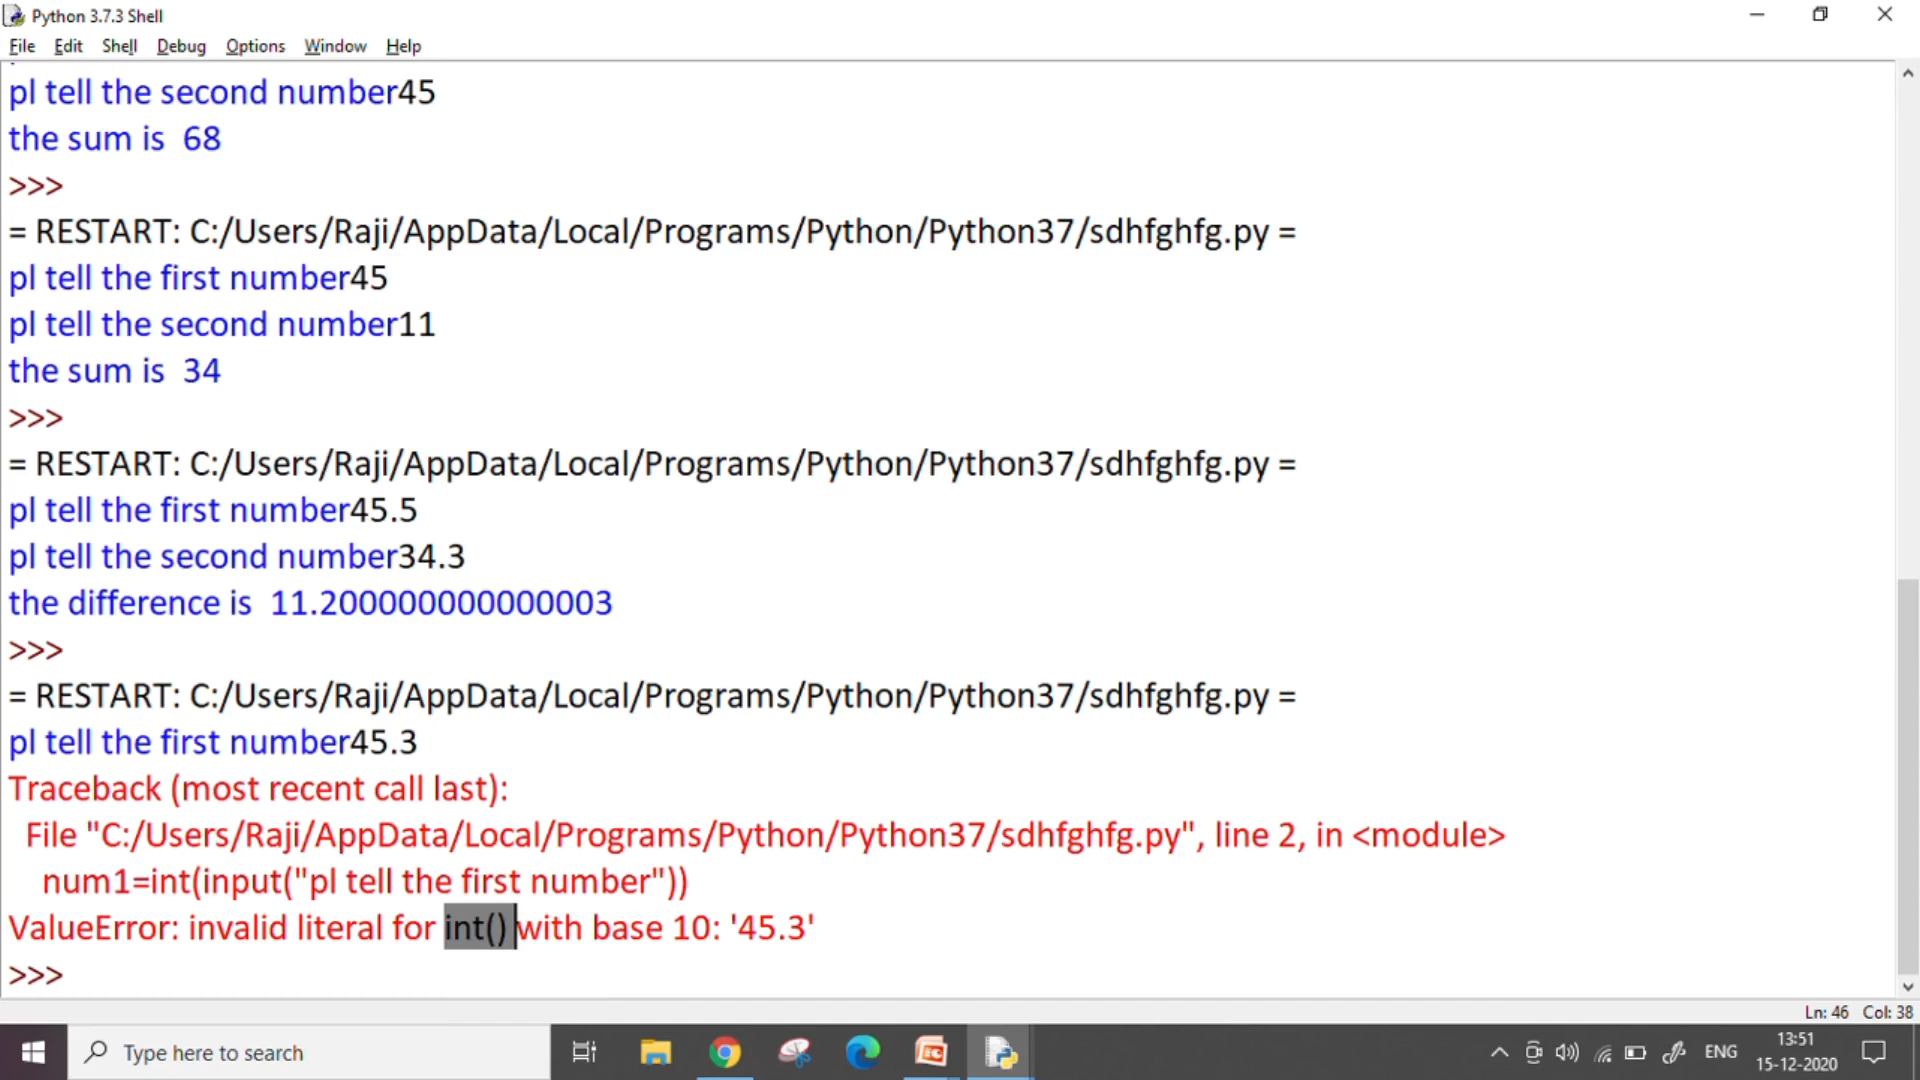 Python 3.7.3 Shell
File Edit Shell Debug Options Window Help
pl tell the second number45
the sum is  68
>>>
= RESTART: C:/Users/Raji/AppData/Local/Programs/Python/Python37/sdhfghfg.py =
pl tell the first number45
pl tell the second number11
the sum is  34
>>>
= RESTART: C:/Users/Raji/AppData/Local/Programs/Python/Python37/sdhfghfg.py =
pl tell the first number45.5
pl tell the second number34.3
the difference is  11.200000000000003
>>>
= RESTART: C:/Users/Raji/AppData/Local/Programs/Python/Python37/sdhfghfg.py =
pl tell the first number45.3
Traceback (most recent call last):
  File "C:/Users/Raji/AppData/Local/Programs/Python/Python37/sdhfghfg.py", line 2, in <module>
    num1=int(input("pl tell the first number"))
ValueError: invalid literal for int() with base 10: '45.3'
>>>
Ln: 46 Col: 38
Type here to search
ENG
13:51
15-12-2020